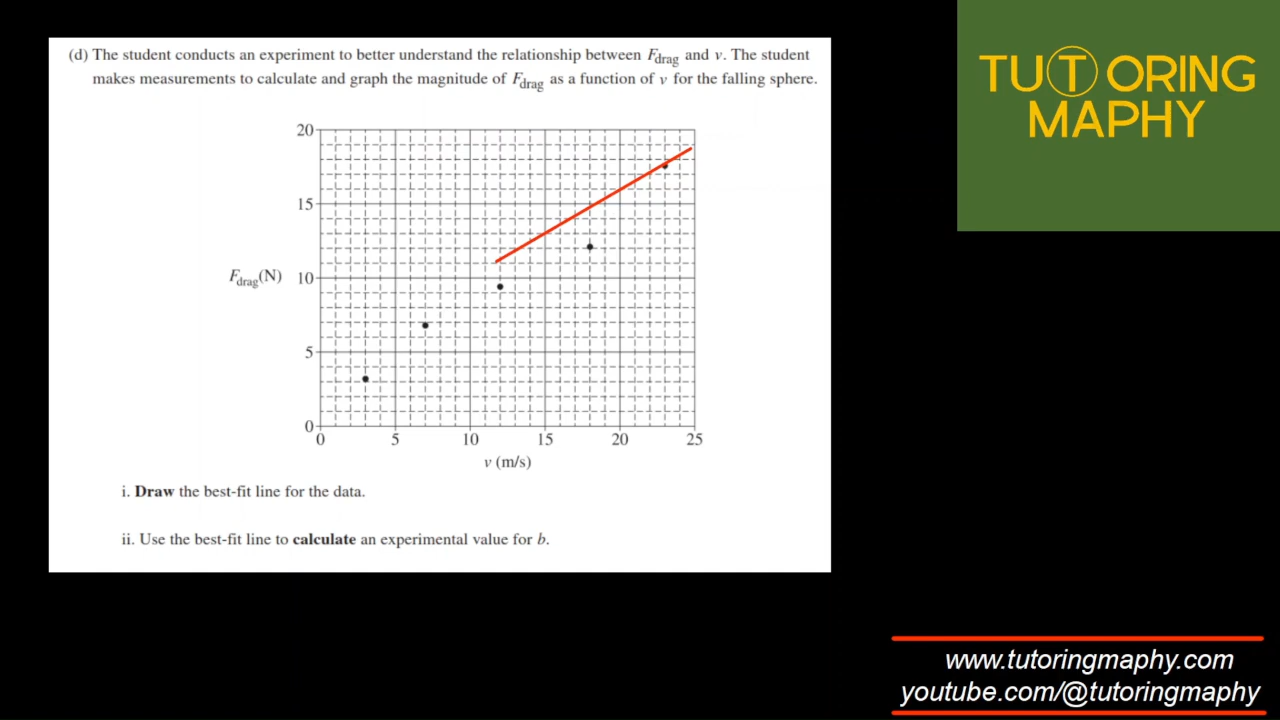 (d) The student conducts an experiment to better understand the relationship between Fdrag and v. The student
makes measurements to calculate and graph the magnitude of Fdrag as a function of v for the falling sphere.
TUTORING
MAPHY
20
15
Fdrag(N) 10
5
0
0 5 10 15 20 25
v (m/s)
i. Draw the best-fit line for the data.
ii. Use the best-fit line to calculate an experimental value for b.
www.tutoringmaphy.com
youtube.com/@tutoringmaphy